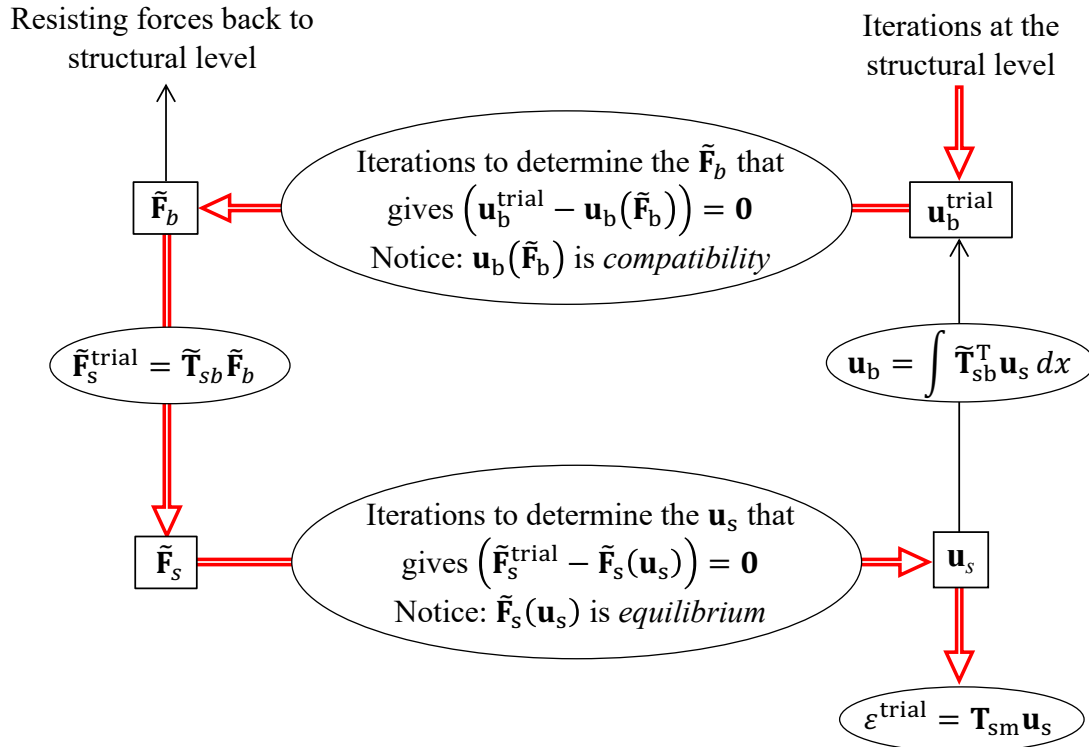 Resisting forces back to
structural level
Iterations at the
structural level
Iterations to determine the F̃_b that
gives (u_b^trial − u_b(F̃_b)) = 0
Notice: u_b(F̃_b) is compatibility
F̃_b
u_b^trial
F̃_s^trial = T̃_sb F̃_b
u_b = ∫ T̃_sb^T u_s dx
Iterations to determine the u_s that
gives (F̃_s^trial − F̃_s(u_s)) = 0
Notice: F̃_s(u_s) is equilibrium
F̃_s
u_s
ε^trial = T_sm u_s